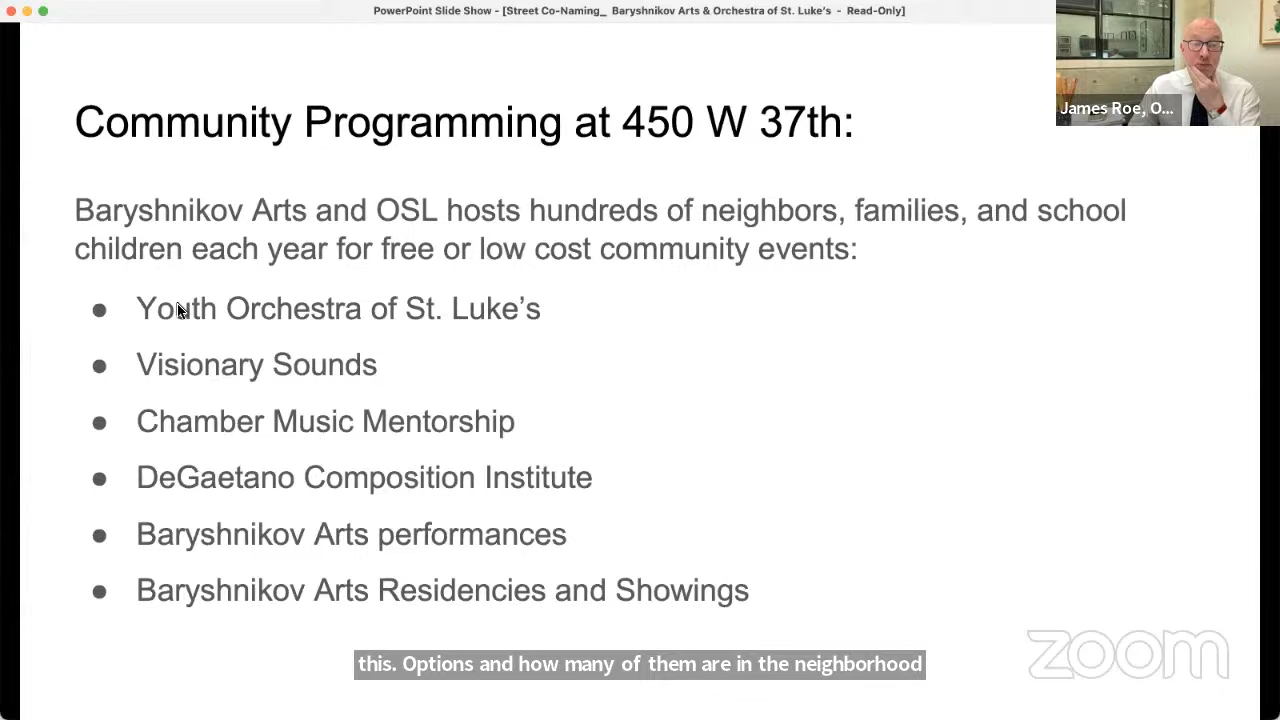 PowerPoint Slide Show - [Street Co-Naming_ Baryshnikov Arts & Orchestra of St. Luke's - Read-Only]
James Roe, O...
Community Programming at 450 W 37th:
Baryshnikov Arts and OSL hosts hundreds of neighbors, families, and school
children each year for free or low cost community events:
● Youth Orchestra of St. Luke’s
● Visionary Sounds
● Chamber Music Mentorship
● DeGaetano Composition Institute
● Baryshnikov Arts performances
● Baryshnikov Arts Residencies and Showings
this. Options and how many of them are in the neighborhood
zoom